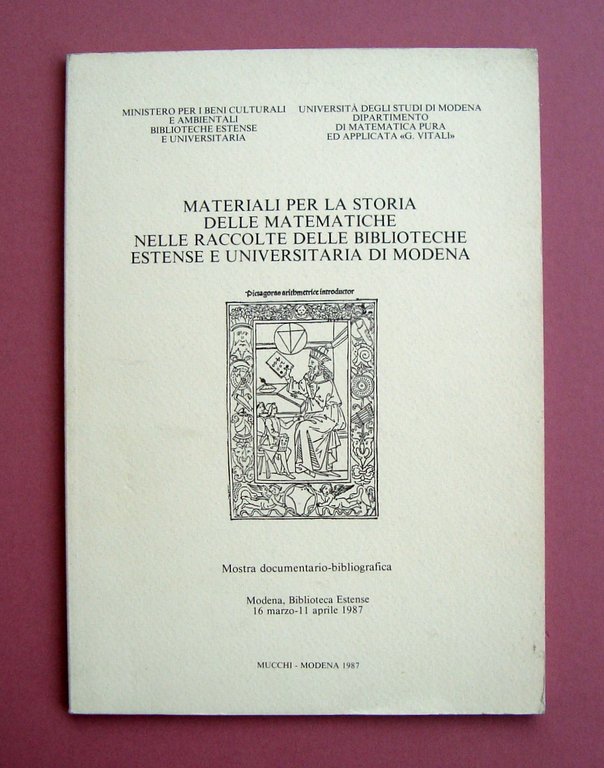 MINISTERO PER I BENI CULTURALI
E AMBIENTALI
BIBLIOTECHE ESTENSE
E UNIVERSITARIA
UNIVERSITÀ DEGLI STUDI DI MODENA
DIPARTIMENTO
DI MATEMATICA PURA
ED APPLICATA «G. VITALI»
MATERIALI PER LA STORIA
DELLE MATEMATICHE
NELLE RACCOLTE DELLE BIBLIOTECHE
ESTENSE E UNIVERSITARIA DI MODENA
Pictagoras arithmetrice introductor
Mostra documentario-bibliografica
Modena, Biblioteca Estense
16 marzo-11 aprile 1987
MUCCHI - MODENA 1987